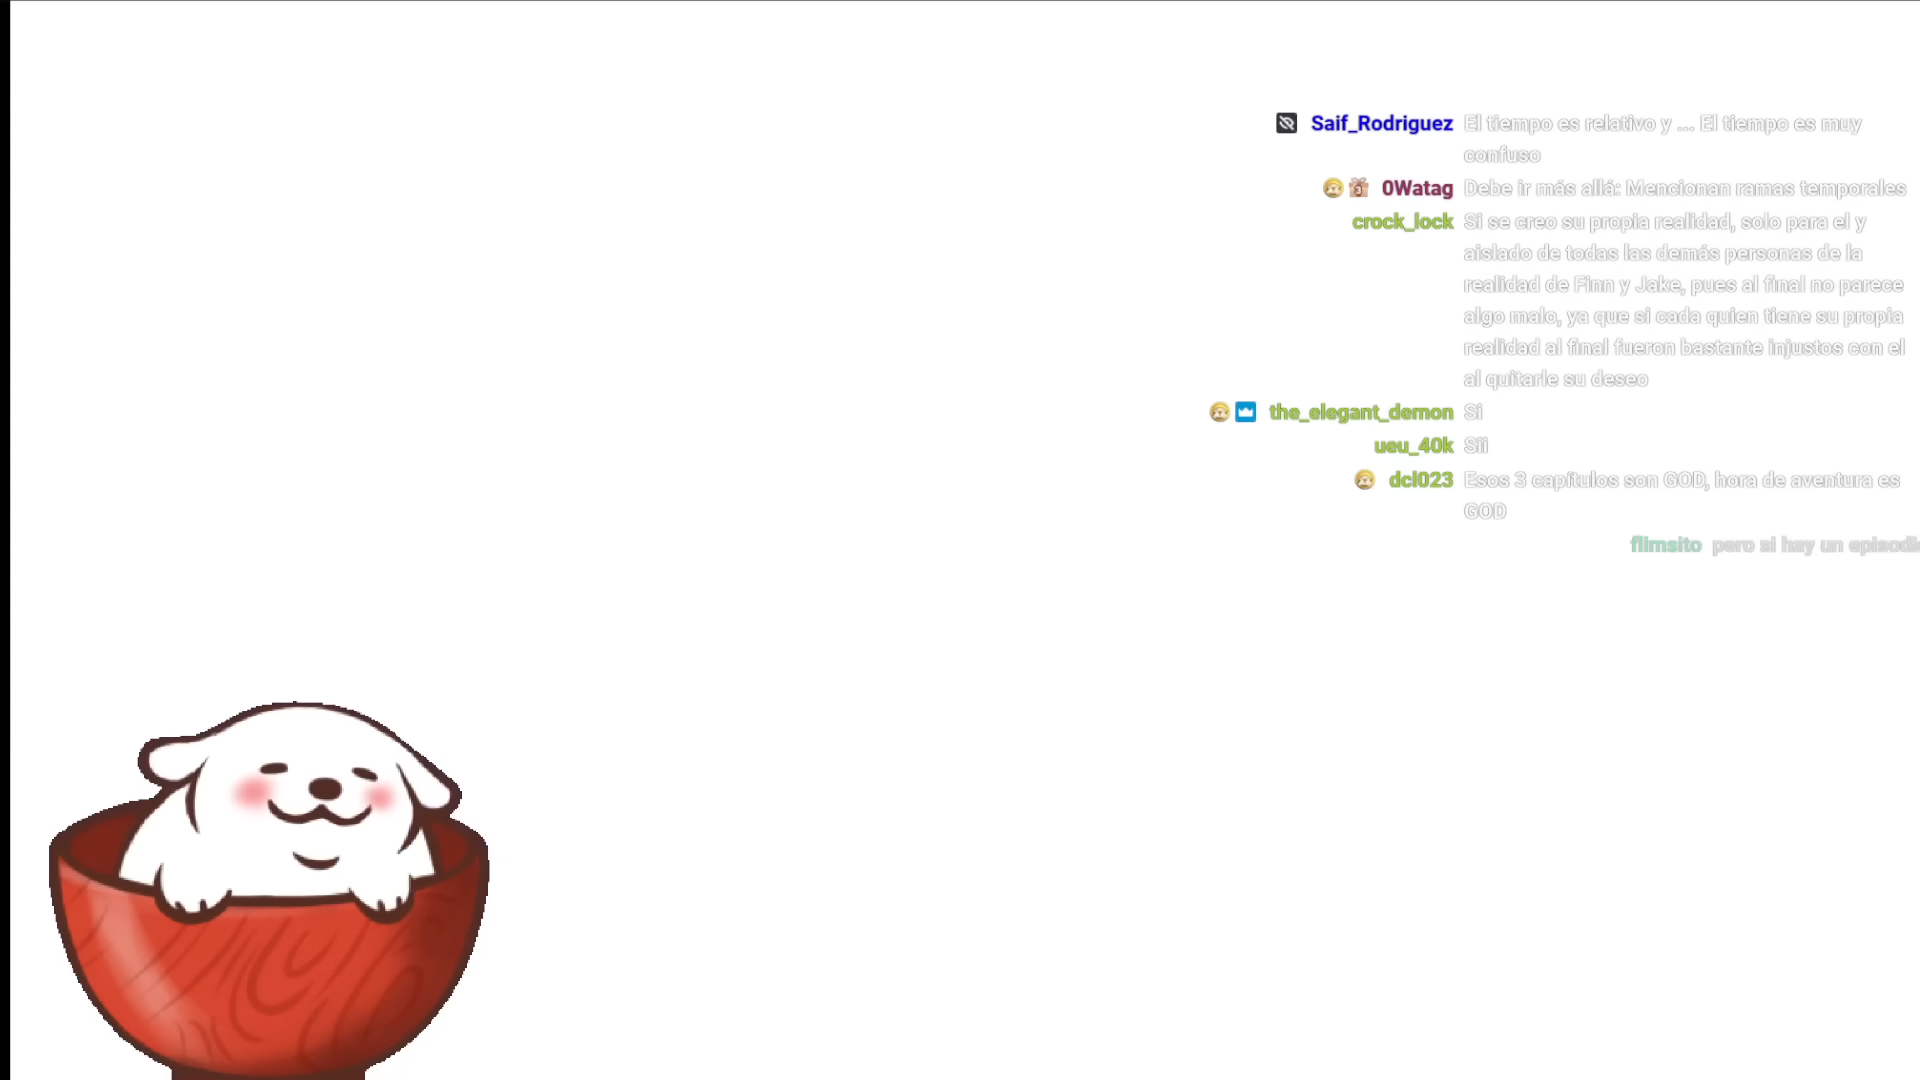 Saif_Rodriguez El tiempo es relativo y ... El tiempo es muy
confuso
0Watag Debe ir más allá: Mencionan ramas temporales
crock_lock Si se creo su propia realidad, solo para el y
aislado de todas las demás personas de la
realidad de Finn y Jake, pues al final no parece
algo malo, ya que si cada quien tiene su propia
realidad al final fueron bastante injustos con el
al quitarle su deseo
the_elegant_demon Si
ueu_40k Sii
dcl023 Esos 3 capítulos son GOD, hora de aventura es
GOD
flimsito pero si hay un episodio